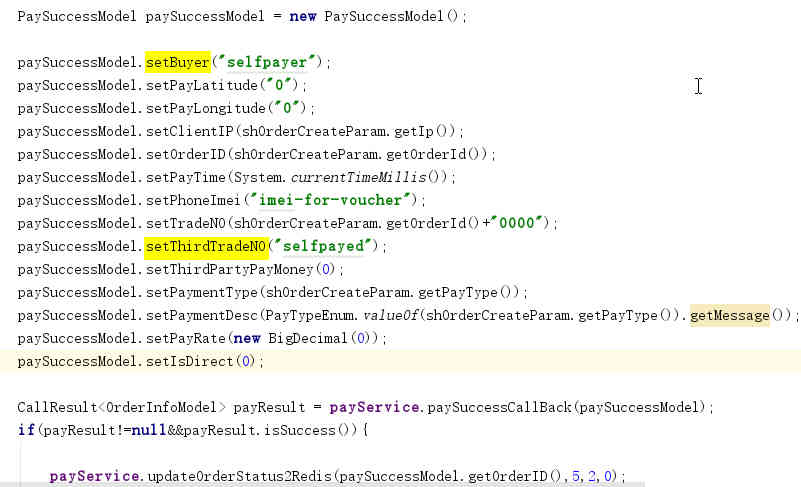 PaySuccessModel paySuccessModel = new PaySuccessModel();
paySuccessModel.setBuyer("selfpayer");
paySuccessModel.setPayLatitude("0");
paySuccessModel.setPayLongitude("0");
paySuccessModel.setClientIP(shOrderCreateParam.getIp());
paySuccessModel.setOrderID(shOrderCreateParam.getOrderId());
paySuccessModel.setPayTime(System.currentTimeMillis());
paySuccessModel.setPhoneImei("imei-for-voucher");
paySuccessModel.setTradeNO(shOrderCreateParam.getOrderId()+"0000");
paySuccessModel.setThirdTradeNO("selfpayed");
paySuccessModel.setThirdPartyPayMoney(0);
paySuccessModel.setPaymentType(shOrderCreateParam.getPayType());
paySuccessModel.setPaymentDesc(PayTypeEnum.valueOf(shOrderCreateParam.getPayType()).getMessage());
paySuccessModel.setPayRate(new BigDecimal(0));
paySuccessModel.setIsDirect(0);
CallResult<OrderInfoModel> payResult = payService.paySuccessCallBack(paySuccessModel);
if(payResult!=null&&payResult.isSuccess()){
payService.updateOrderStatus2Redis(paySuccessModel.getOrderID(),5,2,0);